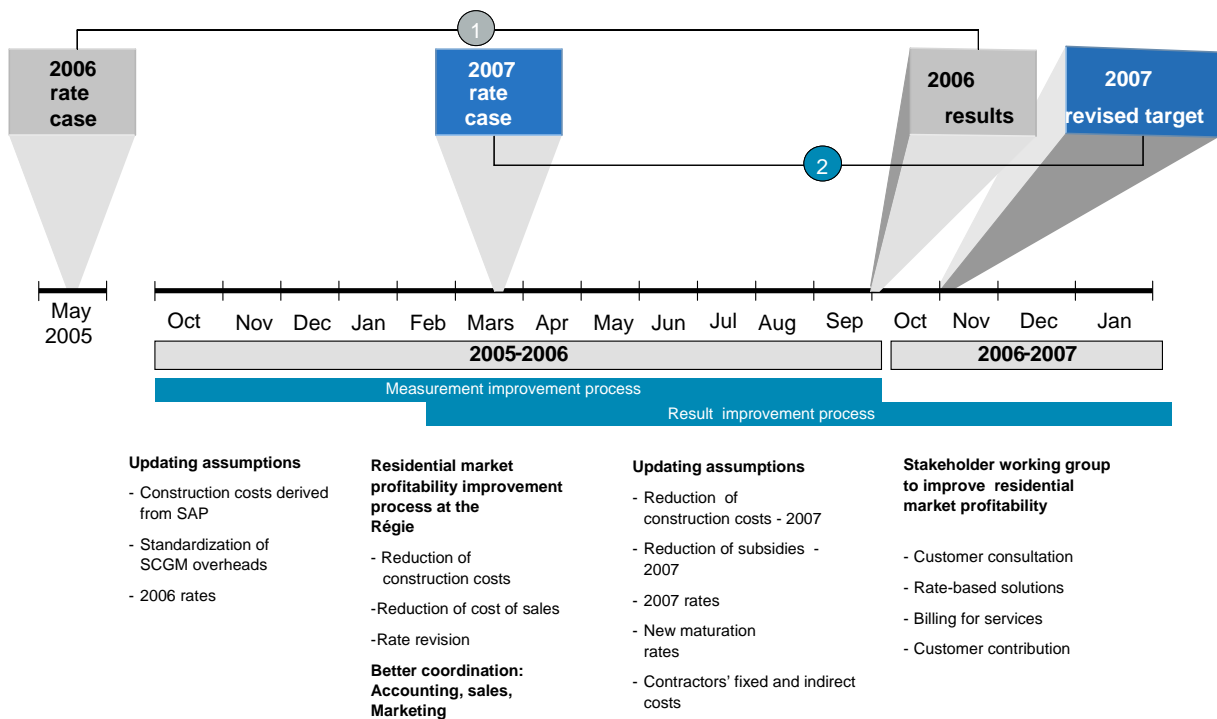 1
2006
rate
case
2007
rate
case
2006
results
2007
revised target
2
May
2005
Oct
Nov
Dec
Jan
Feb
Mars
Apr
May
Jun
Jul
Aug
Sep
Oct
Nov
Dec
Jan
2005-2006
2006-2007
Measurement improvement process
Result improvement process
Updating assumptions
- Construction costs derived
from SAP
- Standardization of
SCGM overheads
- 2006 rates
Residential market
profitability improvement
process at the
Régie
- Reduction of
construction costs
-Reduction of cost of sales
-Rate revision
Better coordination:
Accounting, sales,
Marketing
Updating assumptions
- Reduction of
construction costs - 2007
- Reduction of subsidies -
2007
- 2007 rates
- New maturation
rates
- Contractors' fixed and indirect
costs
Stakeholder working group
to improve residential
market profitability
- Customer consultation
- Rate-based solutions
- Billing for services
- Customer contribution